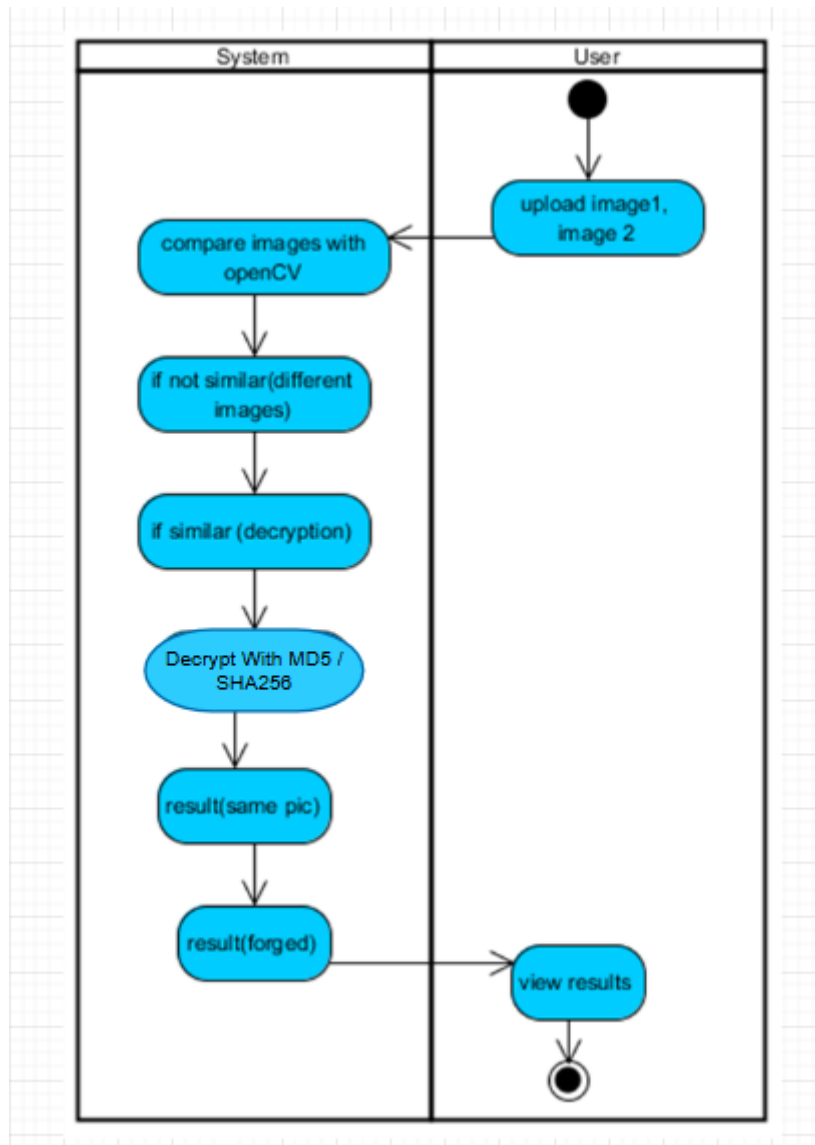 System
User
upload image1,
image 2
compare images with
openCV
if not similar(different
images)
if similar (decryption)
Decrypt With MD5 /
SHA256
result(same pic)
result(forged)
view results